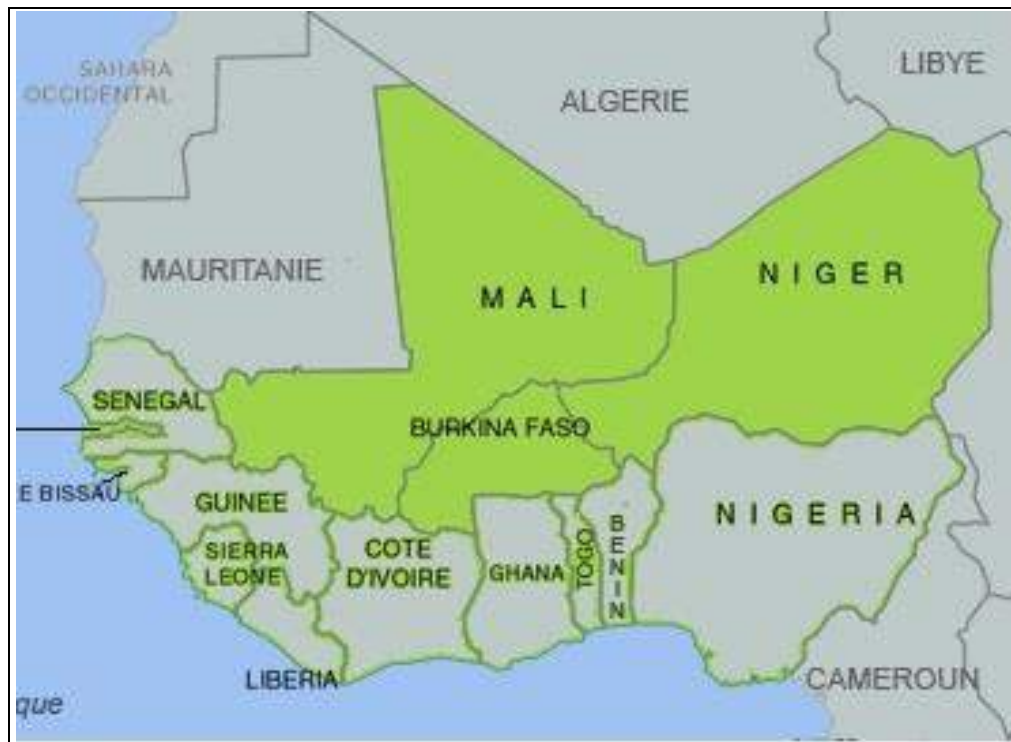 SAHARA
OCCIDENTAL
LIBYE
ALGERIE
MAURITANIE
NIGER
MALI
SENEGAL
BURKINA FASO
E BISSAU
GUINEE
NIGERIA
SIERRA
LEONE
COTE
D'IVOIRE
GHANA
TOGO
BENIN
LIBERIA
CAMEROUN
que